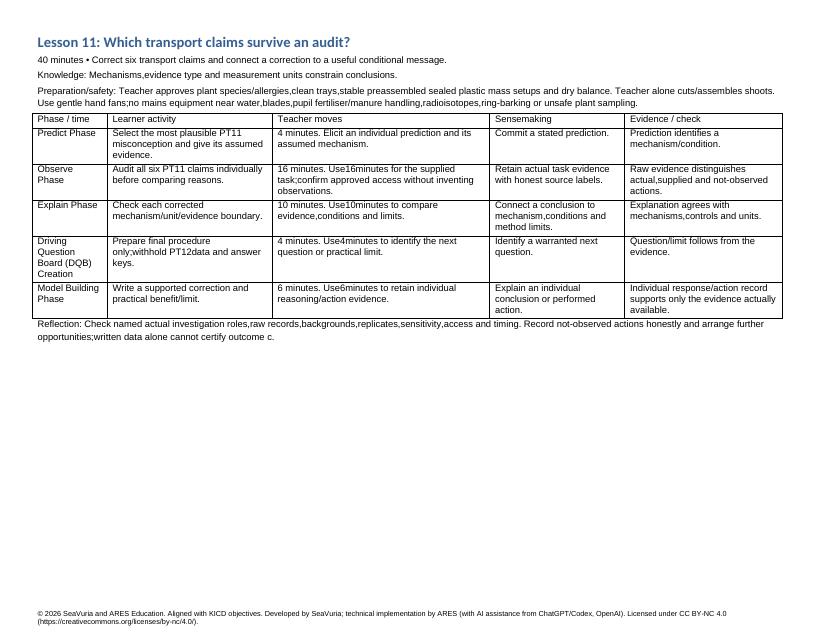 Lesson 11: Which transport claims survive an audit?
40 minutes • Correct six transport claims and connect a correction to a useful conditional message.
Knowledge: Mechanisms,evidence type and measurement units constrain conclusions.
Preparation/safety: Teacher approves plant species/allergies,clean trays,stable preassembled sealed plastic mass setups and dry balance. Teacher alone cuts/assembles shoots.
Use gentle hand fans;no mains equipment near water,blades,pupil fertiliser/manure handling,radioisotopes,ring-barking or unsafe plant sampling.
Phase / time
Learner activity
Teacher moves
Sensemaking
Evidence / check
Predict Phase
Select the most plausible PT11
misconception and give its assumed
evidence.
4 minutes. Elicit an individual prediction and its
assumed mechanism.
Commit a stated prediction.
Prediction identifies a
mechanism/condition.
Observe
Phase
Audit all six PT11 claims individually
before comparing reasons.
16 minutes. Use16minutes for the supplied
task;confirm approved access without inventing
observations.
Retain actual task evidence
with honest source labels.
Raw evidence distinguishes
actual,supplied and not-observed
actions.
Explain Phase
Check each corrected
mechanism/unit/evidence boundary.
10 minutes. Use10minutes to compare
evidence,conditions and limits.
Connect a conclusion to
mechanism,conditions and
method limits.
Explanation agrees with
mechanisms,controls and units.
Driving
Question
Board (DQB)
Creation
Prepare final procedure
only;withhold PT12data and answer
keys.
4 minutes. Use4minutes to identify the next
question or practical limit.
Identify a warranted next
question.
Question/limit follows from the
evidence.
Model Building
Phase
Write a supported correction and
practical benefit/limit.
6 minutes. Use6minutes to retain individual
reasoning/action evidence.
Explain an individual
conclusion or performed
action.
Individual response/action record
supports only the evidence actually
available.
Reflection: Check named actual investigation roles,raw records,backgrounds,replicates,sensitivity,access and timing. Record not-observed actions honestly and arrange further
opportunities;written data alone cannot certify outcome c.
© 2026 SeaVuria and ARES Education. Aligned with KICD objectives. Developed by SeaVuria; technical implementation by ARES (with AI assistance from ChatGPT/Codex, OpenAI). Licensed under CC BY-NC 4.0
(https://creativecommons.org/licenses/by-nc/4.0/).